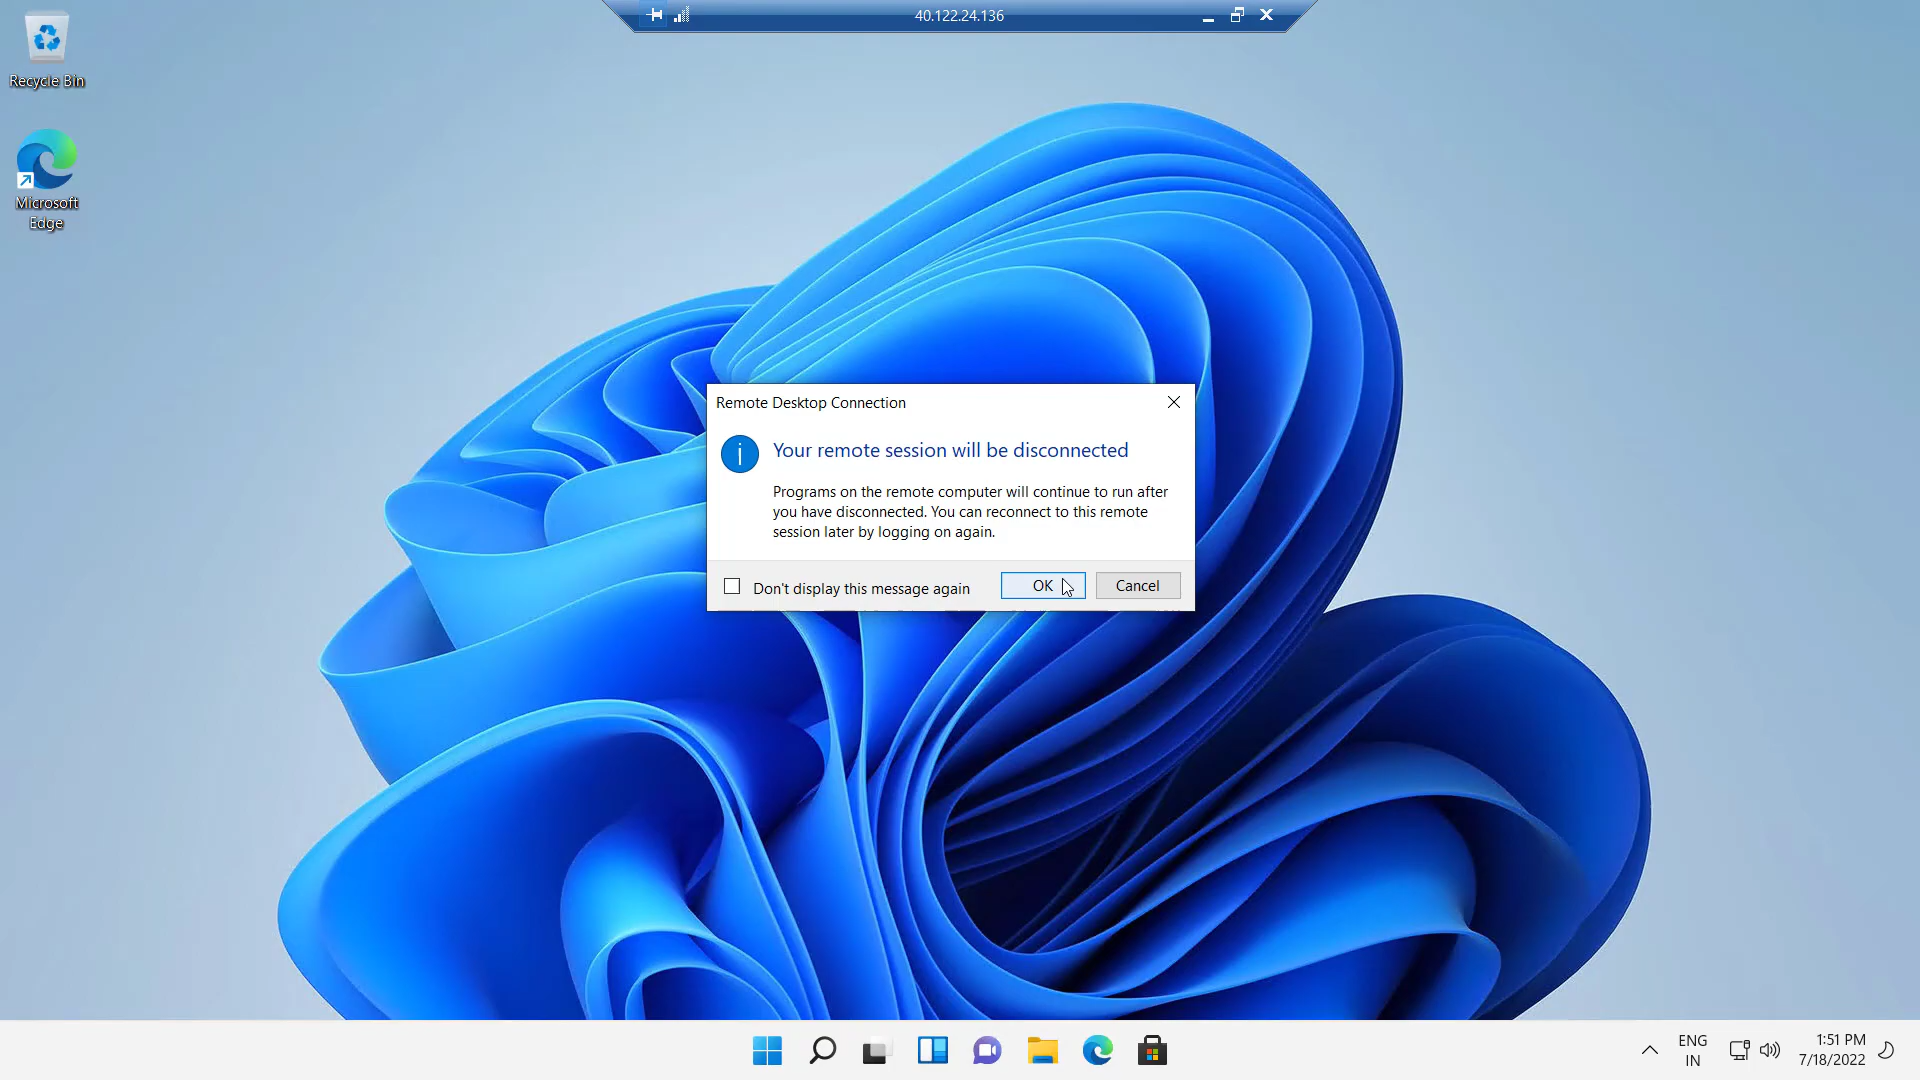 40.122.24.136
Recycle Bin
Microsoft
Edge
Remote Desktop Connection
Your remote session will be disconnected
Programs on the remote computer will continue to run after
you have disconnected. You can reconnect to this remote
session later by logging on again.
Don't display this message again
OK
Cancel
ENG
IN
1:51 PM
7/18/2022